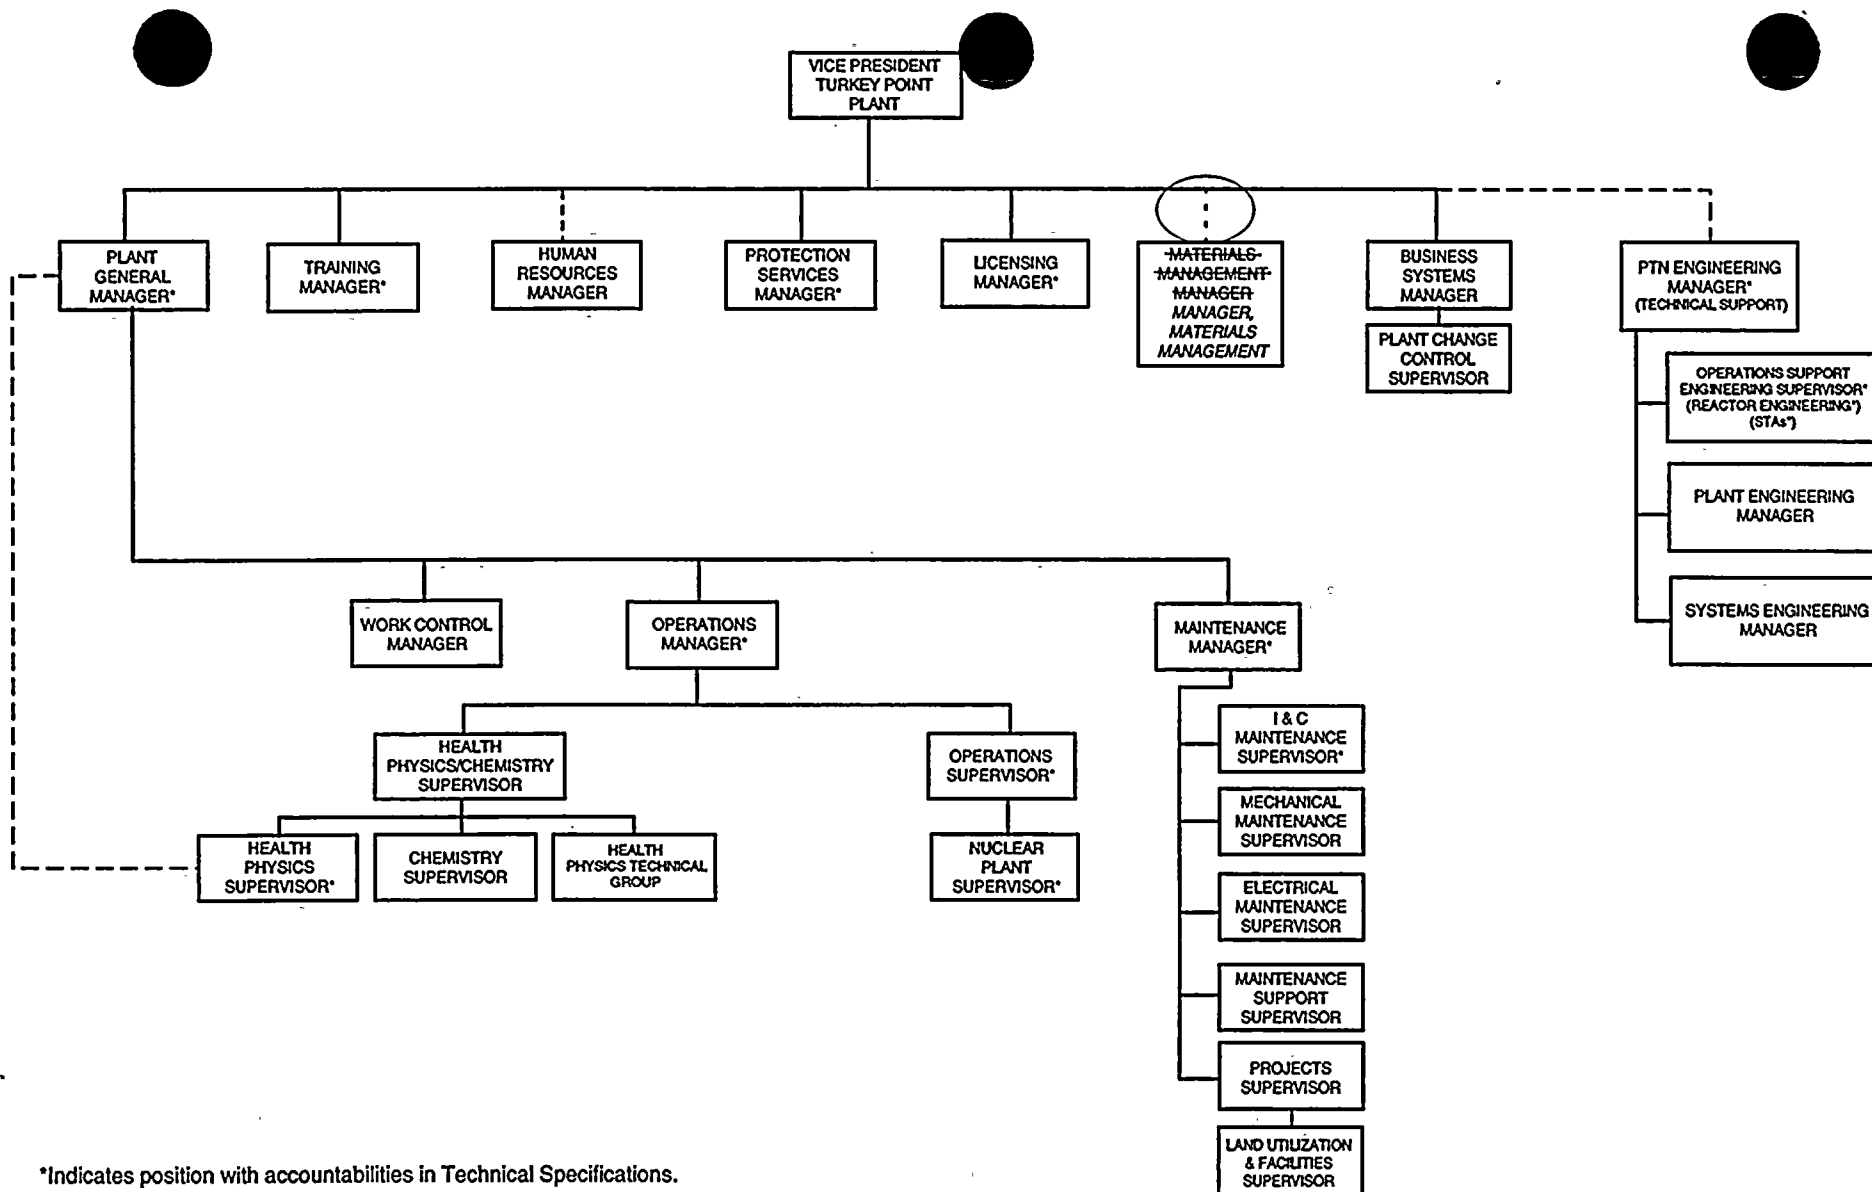 VICE PRESIDENT
TURKEY POINT
PLANT
PLANT
GENERAL
MANAGER*
TRAINING
MANAGER*
HUMAN
RESOURCES
MANAGER
PROTECTION
SERVICES
MANAGER*
LICENSING
MANAGER*
MATERIALS
MANAGEMENT
MANAGER
MANAGER,
MATERIALS
MANAGEMENT
BUSINESS
SYSTEMS
MANAGER
PLANT CHANGE
CONTROL
SUPERVISOR
PTN ENGINEERING
MANAGER*
(TECHNICAL SUPPORT)
OPERATIONS SUPPORT
ENGINEERING SUPERVISOR*
(REACTOR ENGINEERING*)
(STAs*)
PLANT ENGINEERING
MANAGER
SYSTEMS ENGINEERING
MANAGER
WORK CONTROL
MANAGER
OPERATIONS
MANAGER*
MAINTENANCE
MANAGER*
HEALTH
PHYSICS/CHEMISTRY
SUPERVISOR
OPERATIONS
SUPERVISOR*
HEALTH
PHYSICS
SUPERVISOR*
CHEMISTRY
SUPERVISOR
HEALTH
PHYSICS TECHNICAL
GROUP
NUCLEAR
PLANT
SUPERVISOR*
I & C
MAINTENANCE
SUPERVISOR*
MECHANICAL
MAINTENANCE
SUPERVISOR
ELECTRICAL
MAINTENANCE
SUPERVISOR
MAINTENANCE
SUPPORT
SUPERVISOR
PROJECTS
SUPERVISOR
LAND UTILIZATION
& FACILITIES
SUPERVISOR
*Indicates position with accountabilities in Technical Specifications.